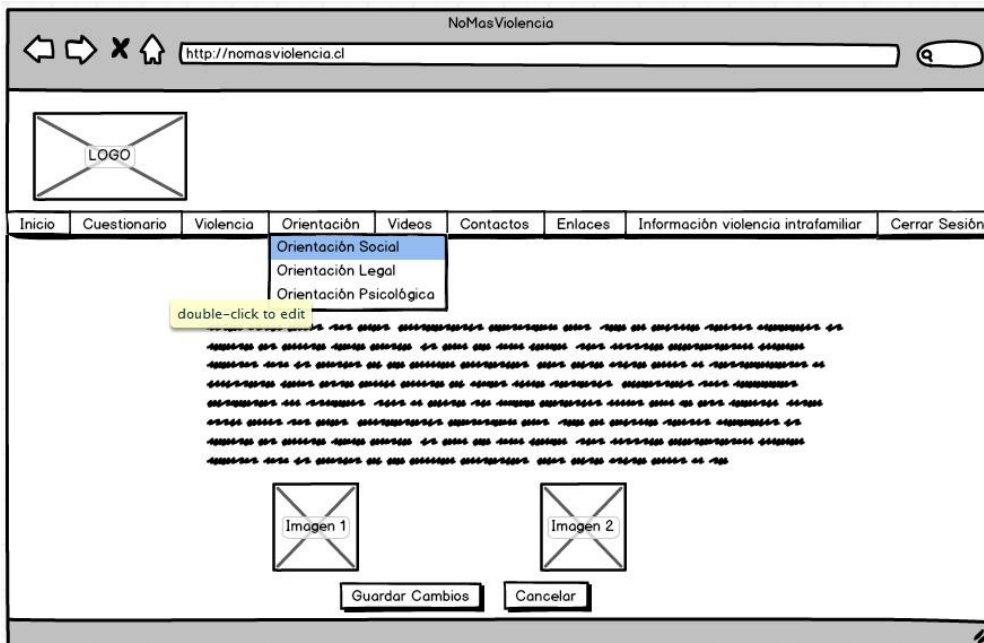 NoMasViolencia
http://nomasviolencia.cl
LOGO
Inicio Cuestionario Violencia Orientación Videos Contactos Enlaces Información violencia intrafamiliar Cerrar Sesión
Orientación Social
Orientación Legal
Orientación Psicológica
double-click to edit
Imagen 1 Imagen 2
Guardar Cambios Cancelar